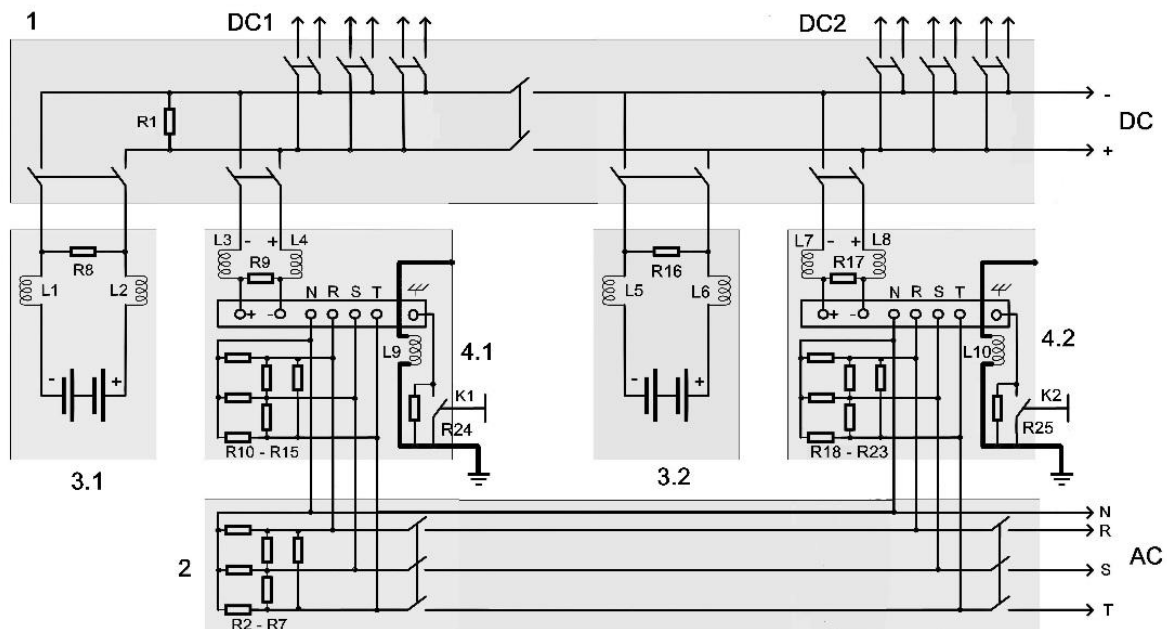 1 DC1 DC2
-
R1 DC
+
L3 - + L4 L7 - + L8
R8 R9 R16 R17
L1 L2 N R S T L5 L6 N R S T
+ - + -
L9 4.1 L10 4.2
- + K1 - + K2
R24 R25
R10 - R15 R18 - R23
3.1 3.2
N
R
2 S AC
R2 - R7 T